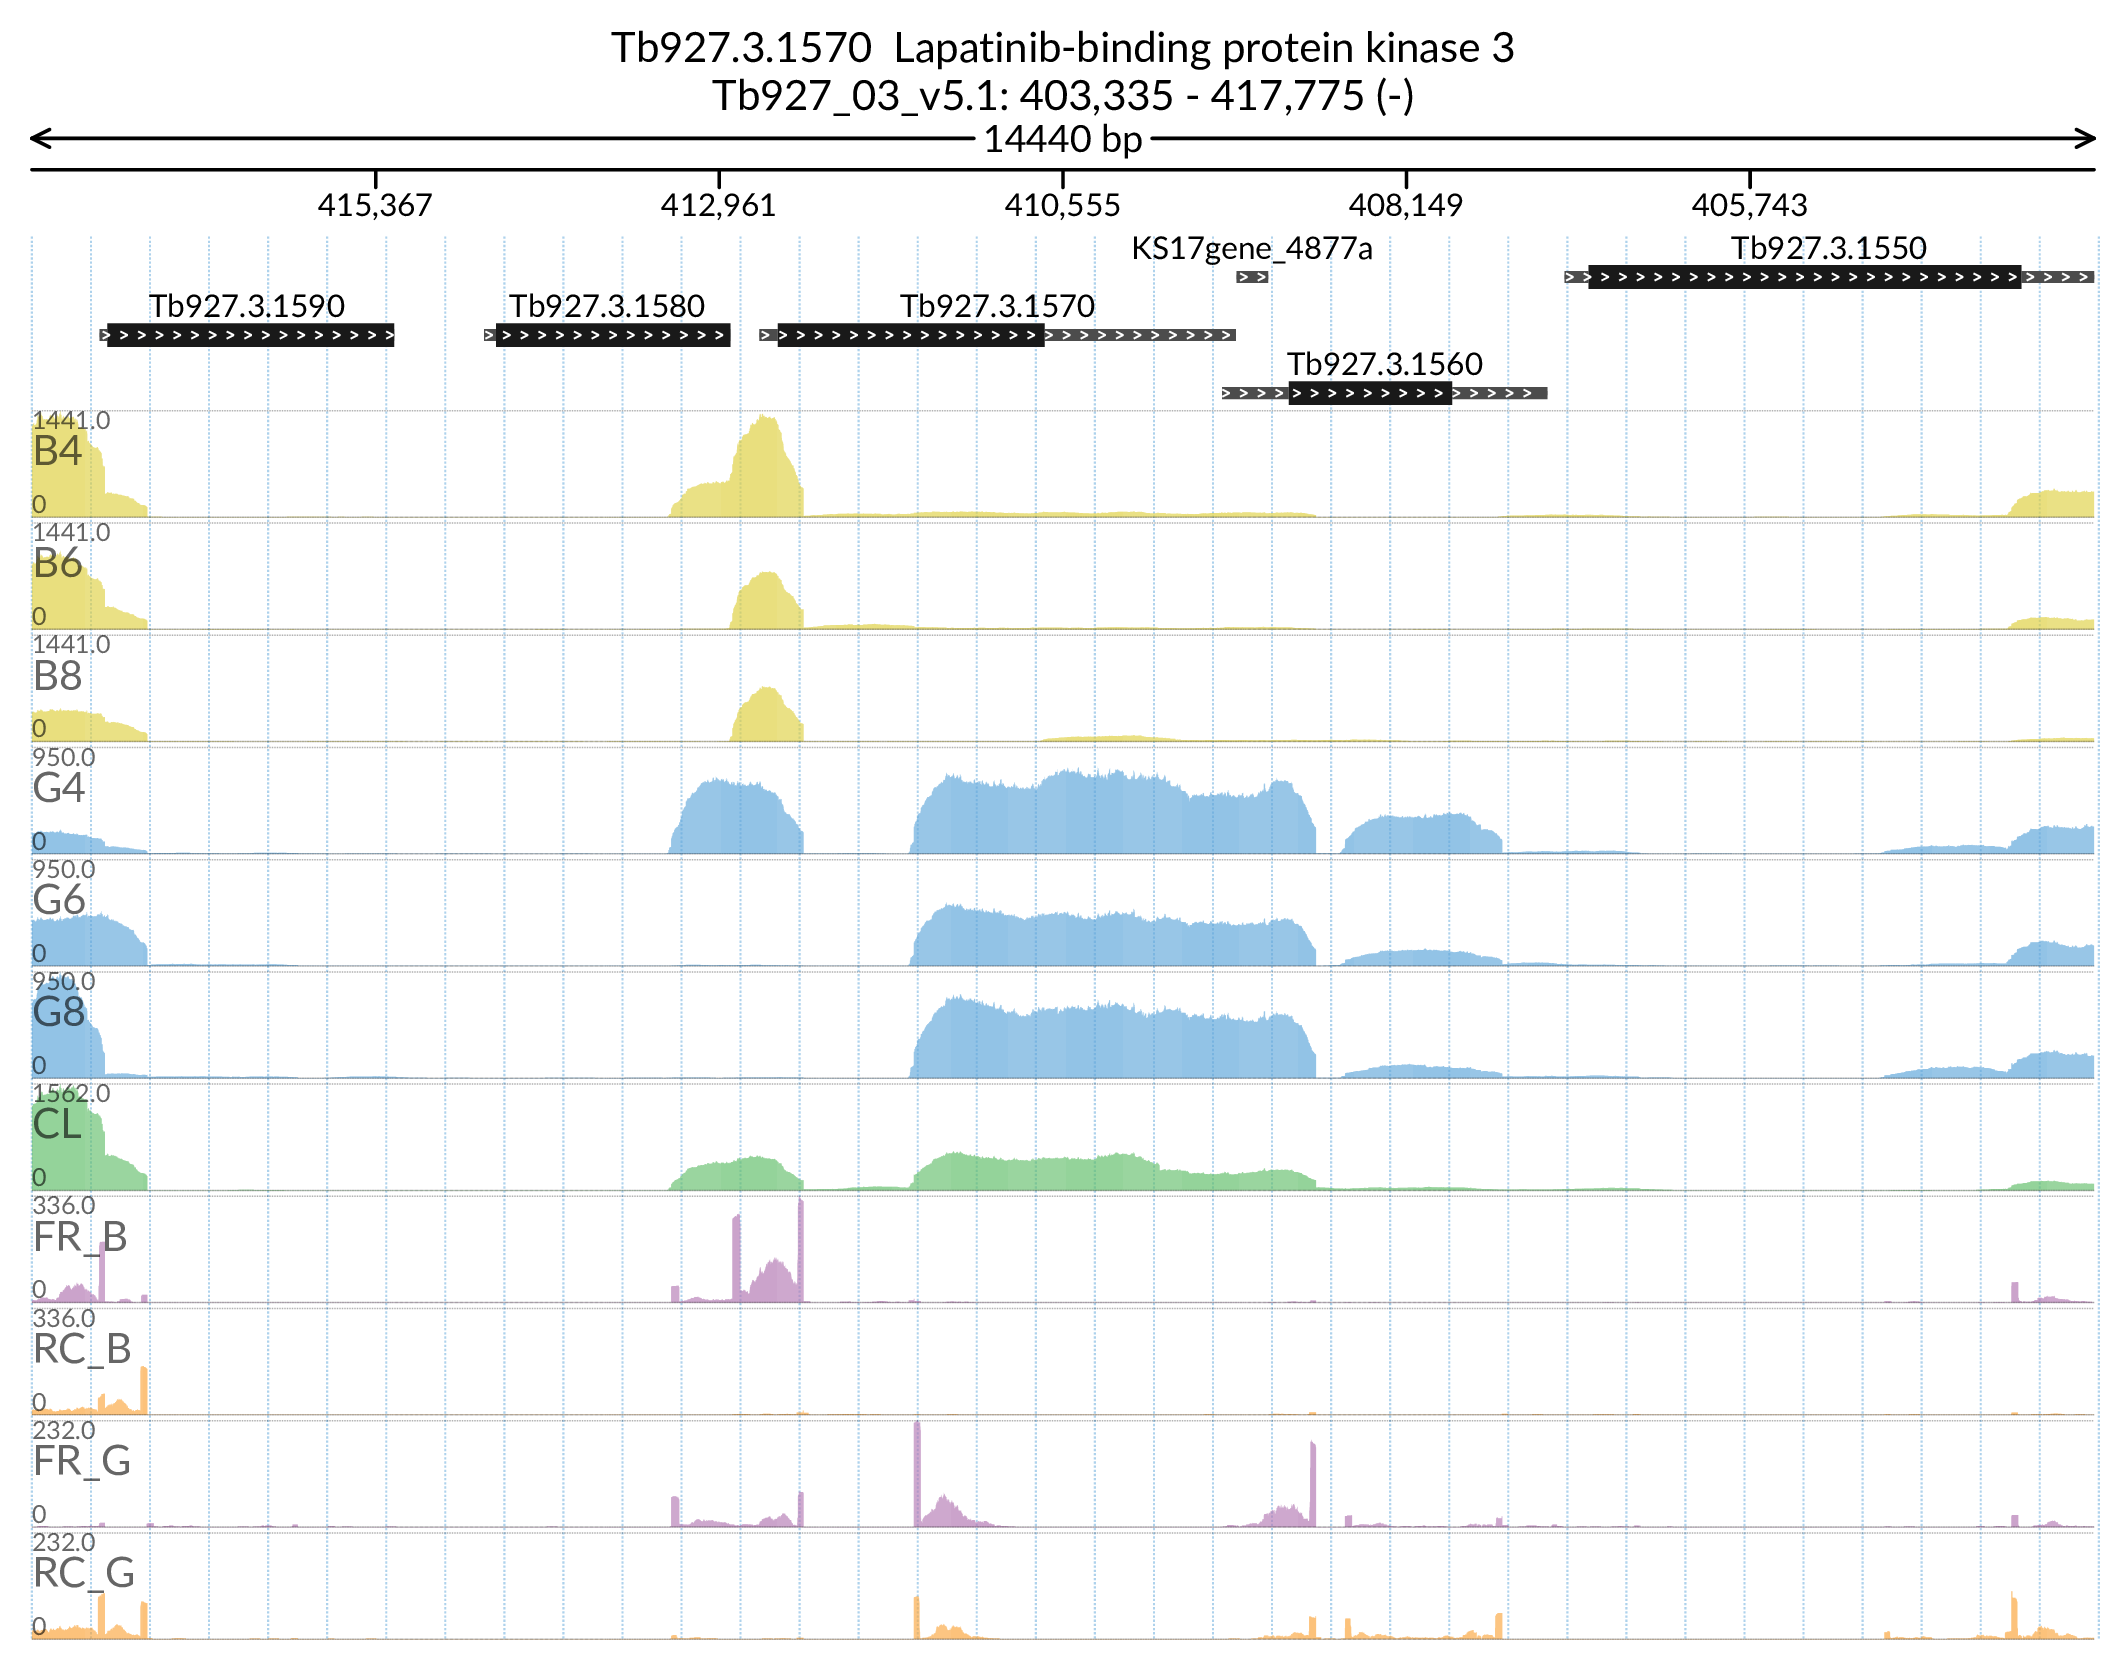 Tb927.3.1570  Lapatinib-binding protein kinase 3
Tb927_03_v5.1: 403,335 - 417,775 (-)
14440 bp
415,367 412,961 410,555 408,149 405,743
KS17gene_4877a Tb927.3.1550
Tb927.3.1590 Tb927.3.1580 Tb927.3.1570
Tb927.3.1560
1441.0
B4
0
1441.0
B6
0
1441.0
B8
0
950.0
G4
0
950.0
G6
0
950.0
G8
0
1562.0
CL
0
336.0
FR_B
0
336.0
RC_B
0
232.0
FR_G
0
232.0
RC_G
0